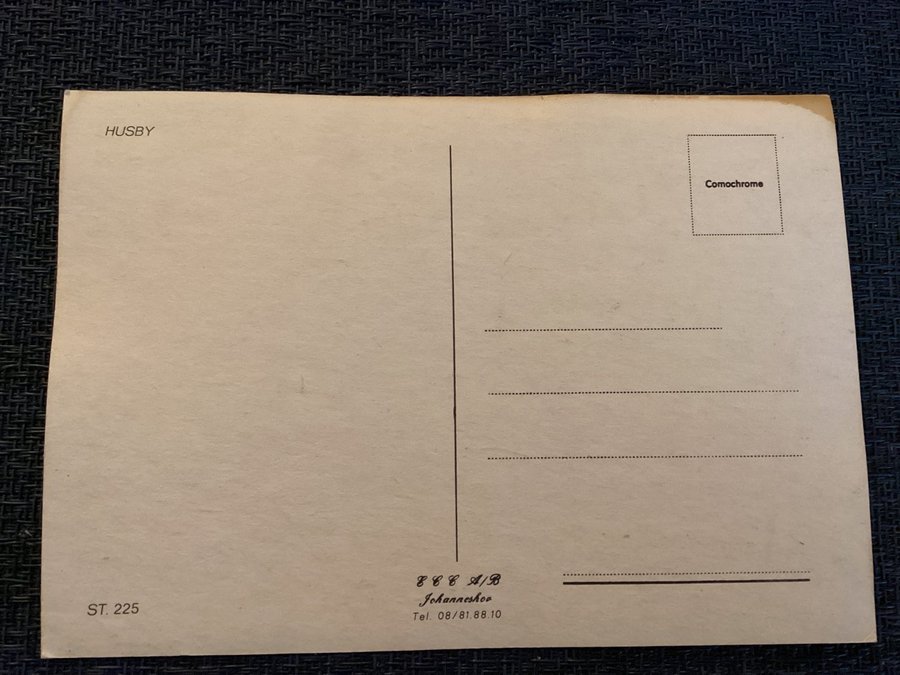 HUSBY
Comochrome
E C C A/B
Johanneshov
Tel. 08/81.88.10
ST. 225